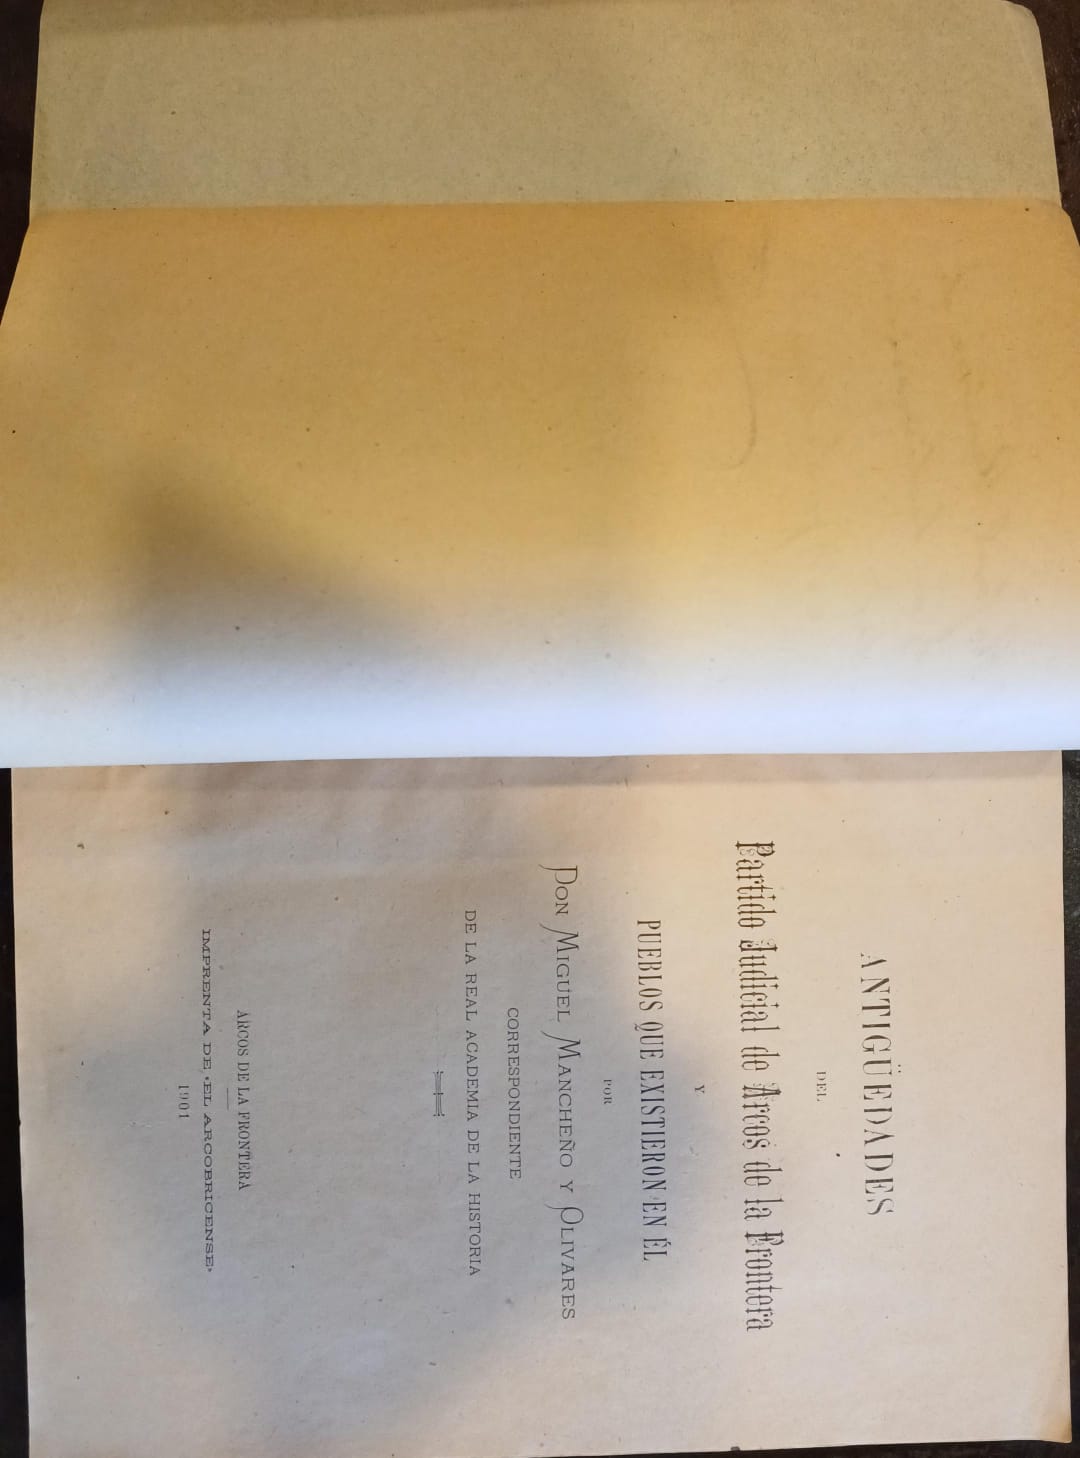 ANTIGÜEDADES
DEL
Partido Judicial de Arcos de la Frontera
Y
PUEBLOS QUE EXISTIERON EN ÉL
POR
DON MIGUEL MANCHEÑO Y OLIVARES
CORRESPONDIENTE
DE LA REAL ACADEMIA DE LA HISTORIA
ARCOS DE LA FRONTERA
IMPRENTA DE «EL ARCOBRICENSE»
1901